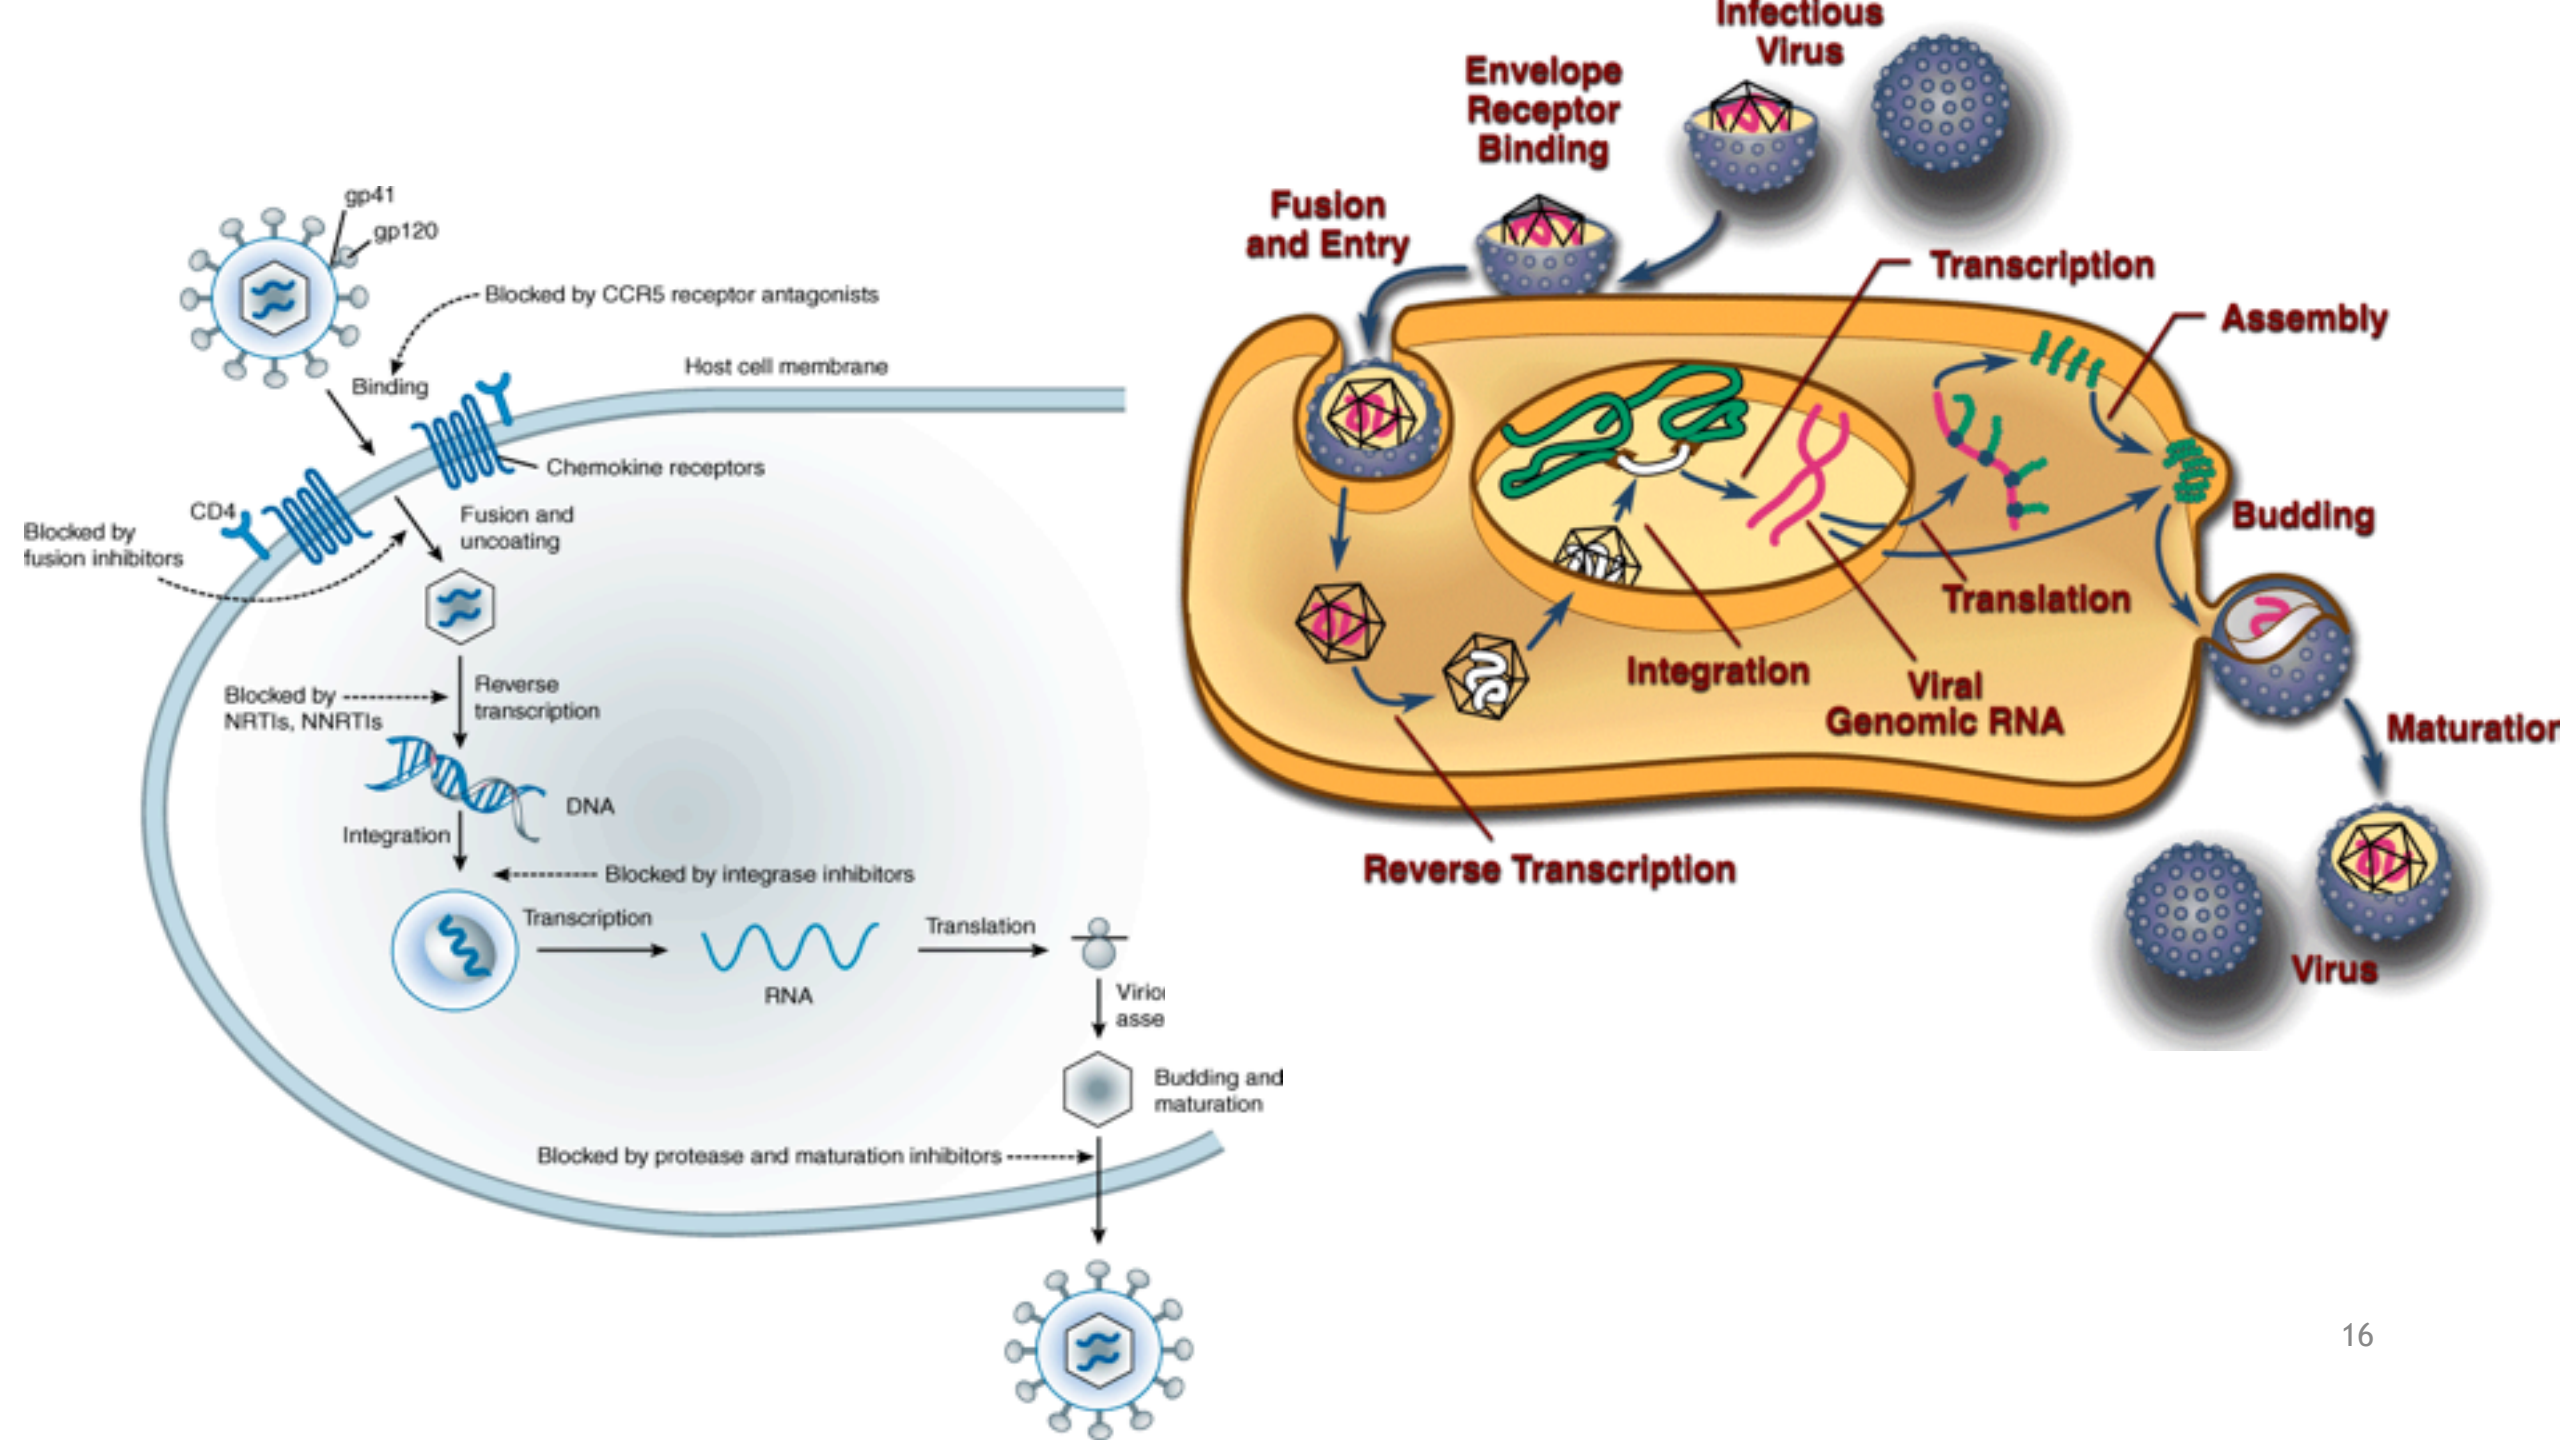 gp41
gp120
Blocked by CCR5 receptor antagonists
Binding
Host cell membrane
Chemokine receptors
CD4
Blocked by
fusion inhibitors
Fusion and
uncoating
Blocked by
NRTIs, NNRTIs
Reverse
transcription
DNA
Integration
Blocked by integrase inhibitors
Transcription
RNA
Translation
Virio
asse
Budding and
maturation
Blocked by protease and maturation inhibitors
Infectious
Virus
Envelope
Receptor
Binding
Fusion
and Entry
Transcription
Assembly
Budding
Translation
Integration
Viral
Genomic RNA
Maturation
Reverse Transcription
Virus
16